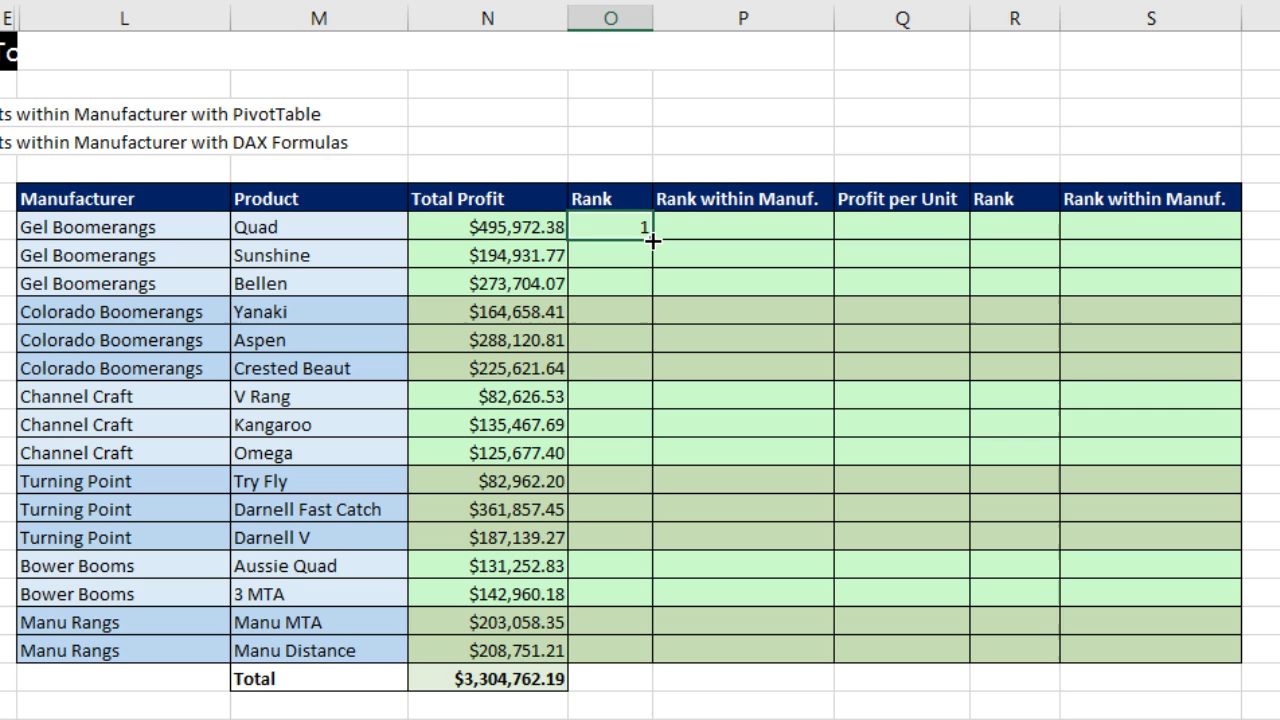 E L M N O P Q R S
To
ts within Manufacturer with PivotTable
ts within Manufacturer with DAX Formulas
Manufacturer Product Total Profit Rank Rank within Manuf. Profit per Unit Rank Rank within Manuf.
Gel Boomerangs Quad $495,972.38 1
Gel Boomerangs Sunshine $194,931.77
Gel Boomerangs Bellen $273,704.07
Colorado Boomerangs Yanaki $164,658.41
Colorado Boomerangs Aspen $288,120.81
Colorado Boomerangs Crested Beaut $225,621.64
Channel Craft V Rang $82,626.53
Channel Craft Kangaroo $135,467.69
Channel Craft Omega $125,677.40
Turning Point Try Fly $82,962.20
Turning Point Darnell Fast Catch $361,857.45
Turning Point Darnell V $187,139.27
Bower Booms Aussie Quad $131,252.83
Bower Booms 3 MTA $142,960.18
Manu Rangs Manu MTA $203,058.35
Manu Rangs Manu Distance $208,751.21
Total $3,304,762.19